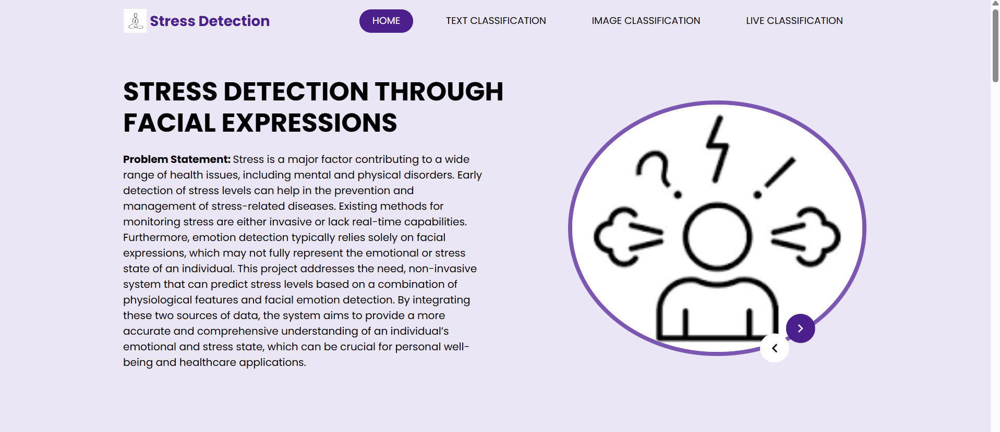 Stress Detection
HOME
TEXT CLASSIFICATION
IMAGE CLASSIFICATION
LIVE CLASSIFICATION
STRESS DETECTION THROUGH
FACIAL EXPRESSIONS
Problem Statement: Stress is a major factor contributing to a wide
range of health issues, including mental and physical disorders. Early
detection of stress levels can help in the prevention and
management of stress-related diseases. Existing methods for
monitoring stress are either invasive or lack real-time capabilities.
Furthermore, emotion detection typically relies solely on facial
expressions, which may not fully represent the emotional or stress
state of an individual. This project addresses the need, non-invasive
system that can predict stress levels based on a combination of
physiological features and facial emotion detection. By integrating
these two sources of data, the system aims to provide a more
accurate and comprehensive understanding of an individual’s
emotional and stress state, which can be crucial for personal well-
being and healthcare applications.